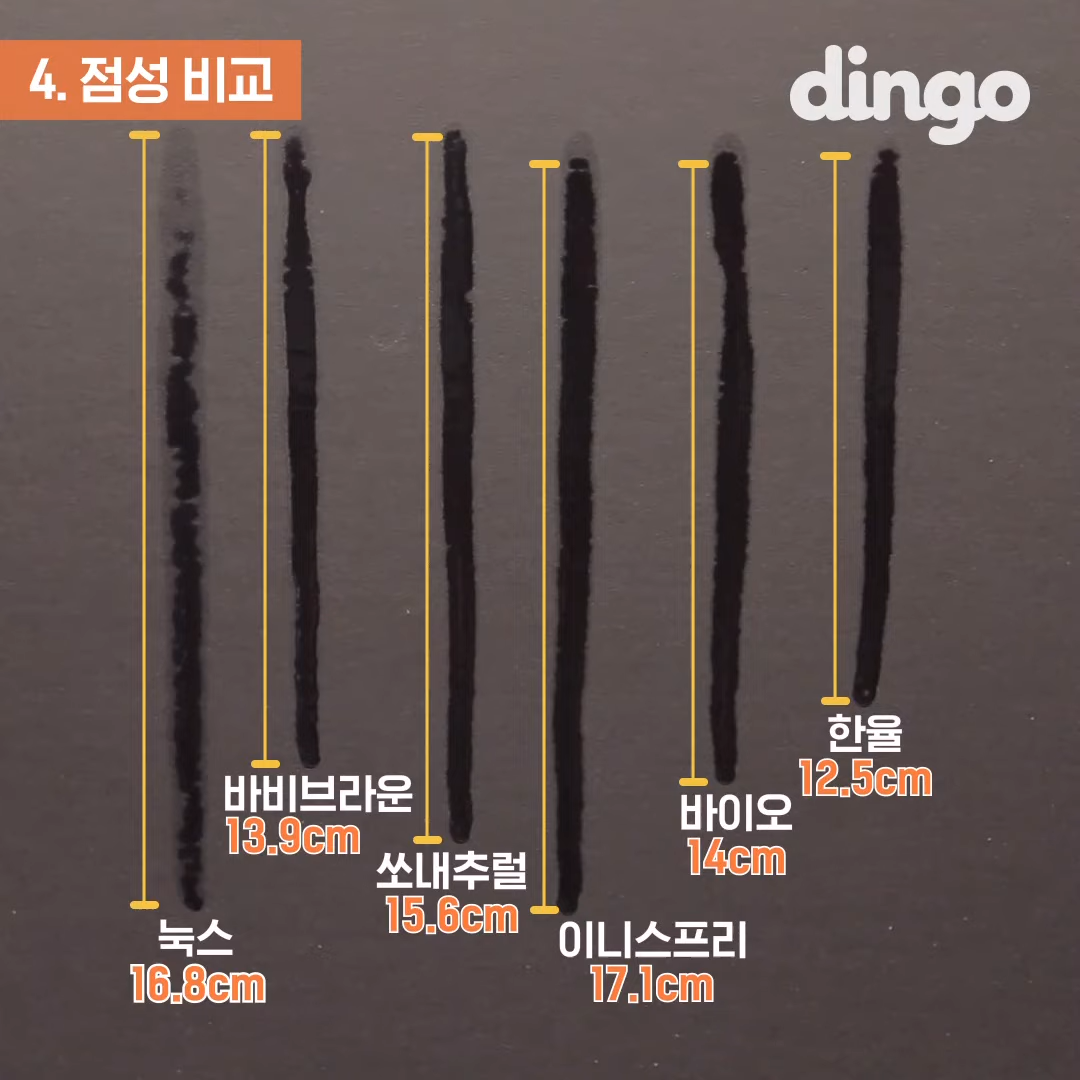 4. 점성 비교
dingo
눅스
16.8cm
바비브라운
13.9cm
쏘내추럴
15.6cm
이니스프리
17.1cm
바이오
14cm
한율
12.5cm